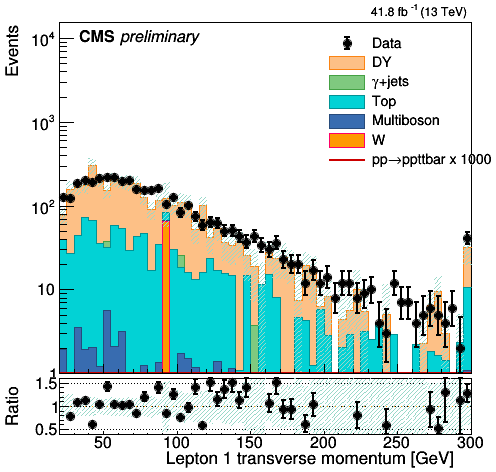 41.8 fb⁻¹ (13 TeV)
CMS preliminary
Events
10⁴
10³
10²
10
1
Data
DY
γ+jets
Top
Multiboson
W
pp→ppttbar x 1000
Ratio
1.5
1
0.5
50 100 150 200 250 300
Lepton 1 transverse momentum [GeV]